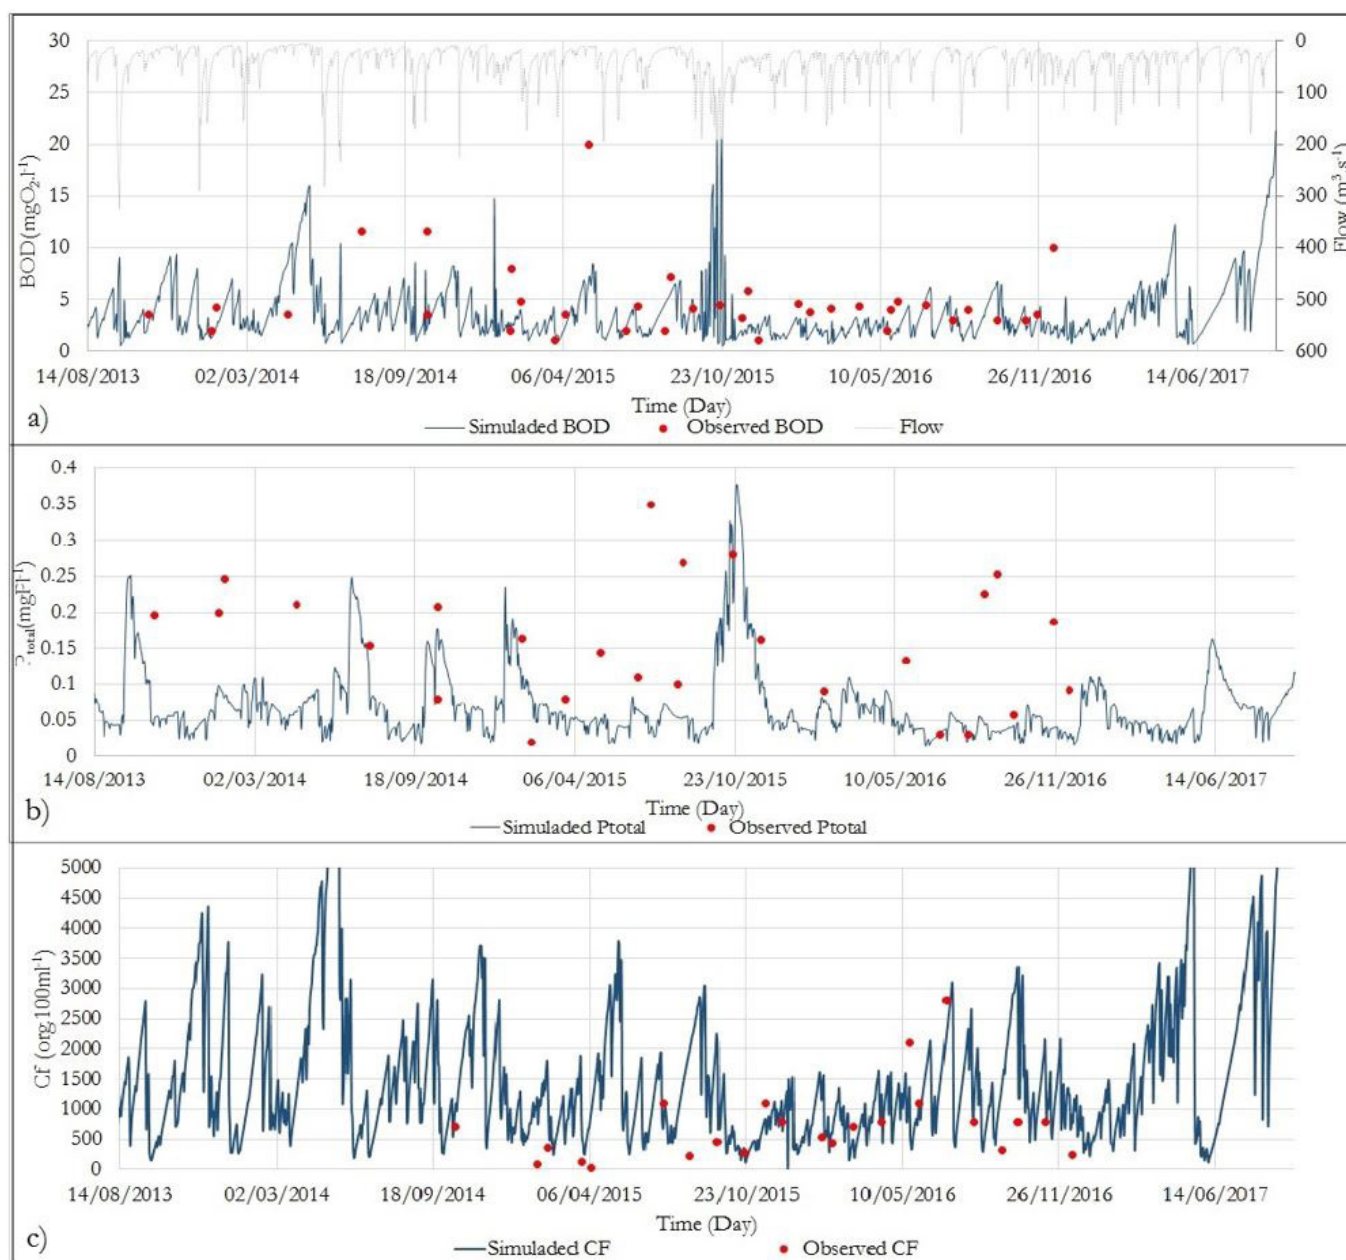 30
25
20
15
10
5
0
BOD(mgO₂.l⁻¹)
0
100
200
300
400
500
600
Flow (m³.s⁻¹)
14/08/2013 02/03/2014 18/09/2014 06/04/2015 23/10/2015 10/05/2016 26/11/2016 14/06/2017
Time (Day)
a)
Simuladed BOD Observed BOD Flow
0.4
0.35
0.3
0.25
0.2
0.15
0.1
0.05
0
total(mgPl⁻¹)
14/08/2013 02/03/2014 18/09/2014 06/04/2015 23/10/2015 10/05/2016 26/11/2016 14/06/2017
Time (Day)
b)
Simuladed Ptotal Observed Ptotal
5000
4500
4000
3500
3000
2500
2000
1500
1000
500
0
Cf (org100ml⁻¹)
14/08/2013 02/03/2014 18/09/2014 06/04/2015 23/10/2015 10/05/2016 26/11/2016 14/06/2017
Time (Day)
c)
Simuladed CF Observed CF